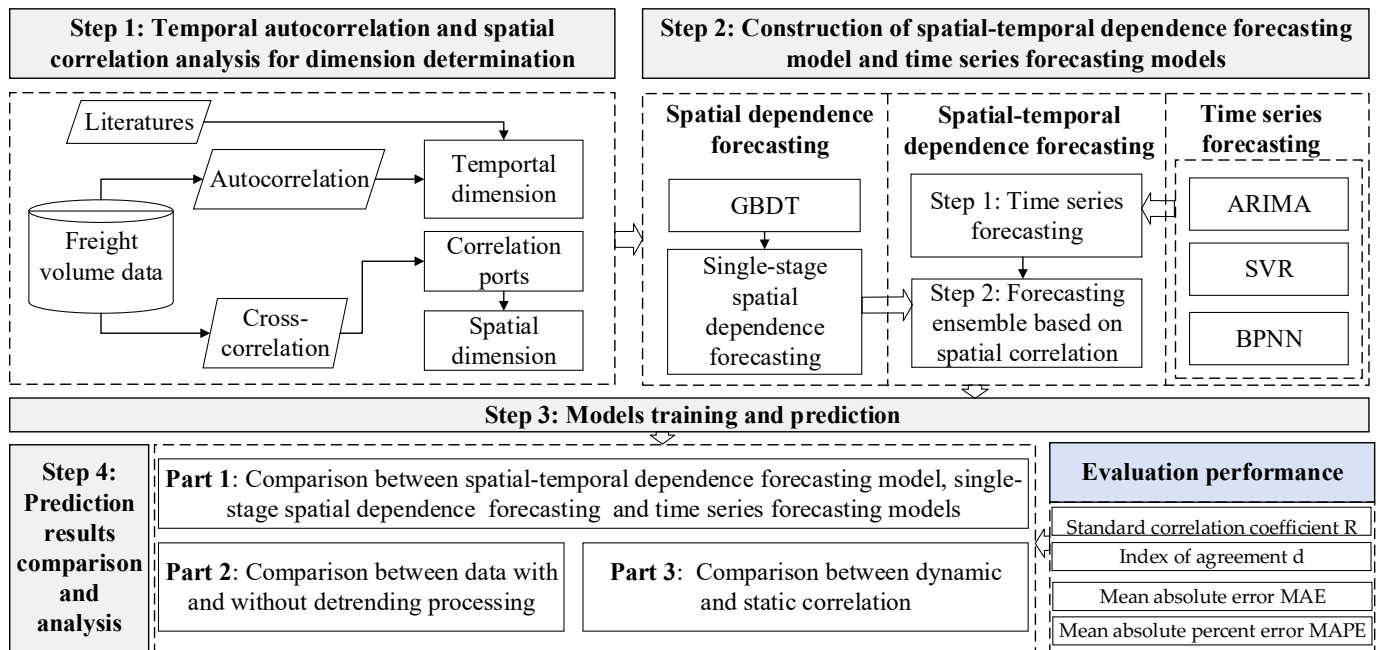 Step 1: Temporal autocorrelation and spatial
correlation analysis for dimension determination
Step 2: Construction of spatial-temporal dependence forecasting
model and time series forecasting models
Literatures
Autocorrelation
Temportal
dimension
Freight
volume data
Correlation
ports
Cross-
correlation
Spatial
dimension
Spatial dependence
forecasting
GBDT
Single-stage
spatial
dependence
forecasting
Spatial-temporal
dependence forecasting
Step 1: Time series
forecasting
Step 2: Forecasting
ensemble based on
spatial correlation
Time series
forecasting
ARIMA
SVR
BPNN
Step 3: Models training and prediction
Step 4:
Prediction
results
comparison
and
analysis
Part 1: Comparison between spatial-temporal dependence forecasting model, single-
stage spatial dependence forecasting and time series forecasting models
Part 2: Comparison between data with
and without detrending processing
Part 3: Comparison between dynamic
and static correlation
Evaluation performance
Standard correlation coefficient R
Index of agreement d
Mean absolute error MAE
Mean absolute percent error MAPE